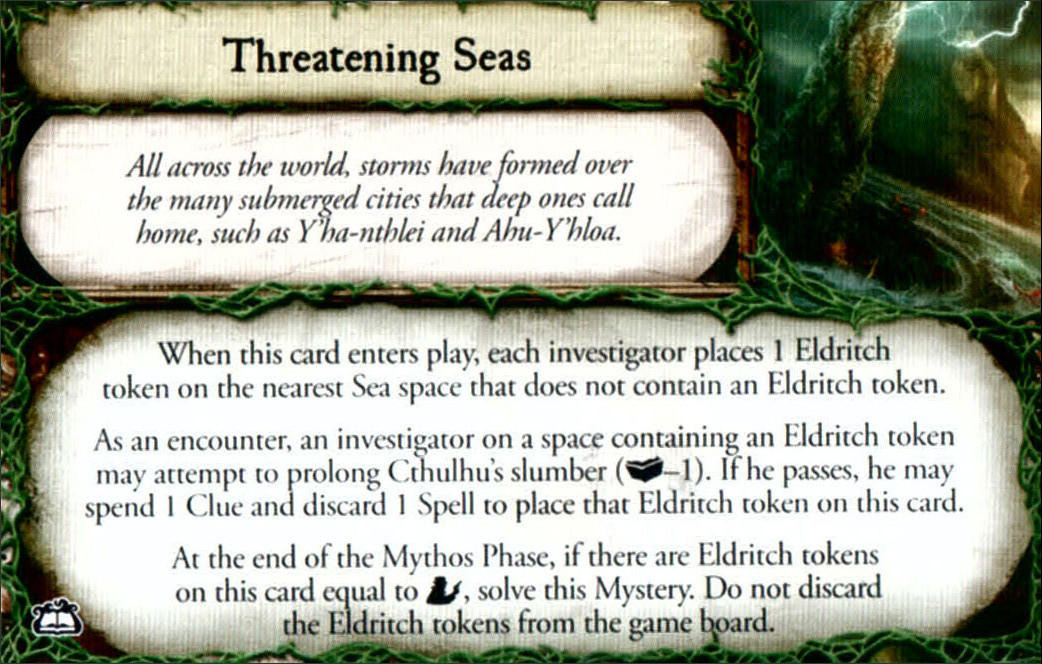 Threatening Seas
All across the world, storms have formed over
the many submerged cities that deep ones call
home, such as Y'ha-nthlei and Ahu-Y'hloa.
When this card enters play, each investigator places 1 Eldritch
token on the nearest Sea space that does not contain an Eldritch token.
As an encounter, an investigator on a space containing an Eldritch token
may attempt to prolong Cthulhu's slumber (–1). If he passes, he may
spend 1 Clue and discard 1 Spell to place that Eldritch token on this card.
At the end of the Mythos Phase, if there are Eldritch tokens
on this card equal to , solve this Mystery. Do not discard
the Eldritch tokens from the game board.